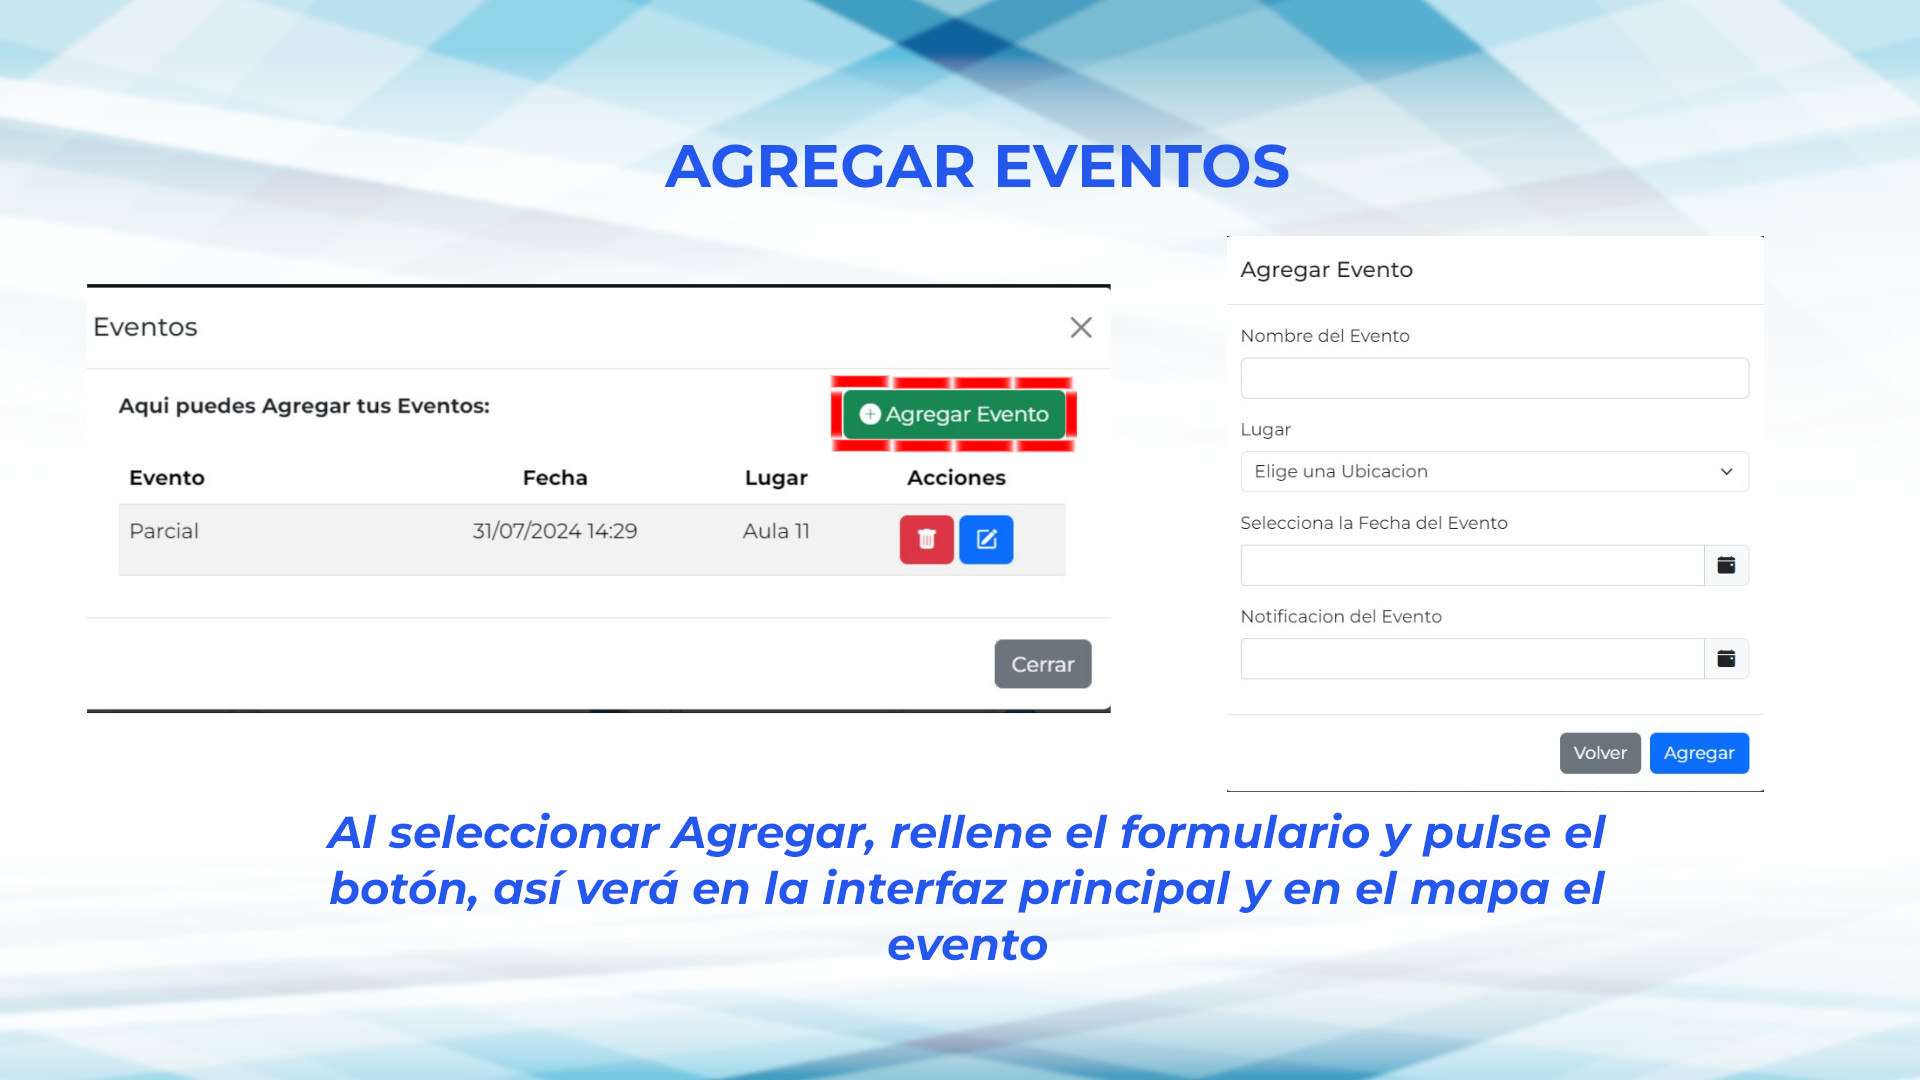 AGREGAR EVENTOS
Eventos
Aqui puedes Agregar tus Eventos:
Agregar Evento
Evento Fecha Lugar Acciones
Parcial 31/07/2024 14:29 Aula 11
Cerrar
Agregar Evento
Nombre del Evento
Lugar
Elige una Ubicacion
Selecciona la Fecha del Evento
Notificacion del Evento
Volver Agregar
Al seleccionar Agregar, rellene el formulario y pulse el
botón, así verá en la interfaz principal y en el mapa el
evento